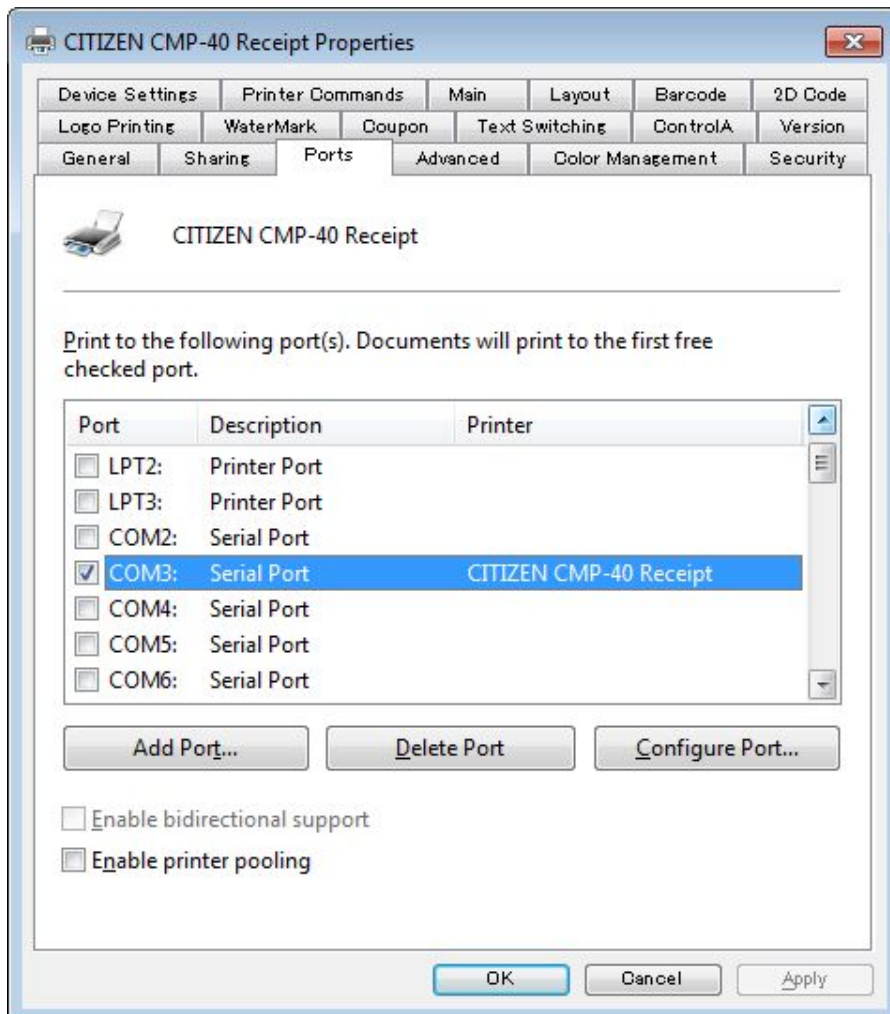 CITIZEN CMP-40 Receipt Properties
Device Settings Printer Commands Main Layout Barcode 2D Code
Logo Printing WaterMark Coupon Text Switching ControlA Version
General Sharing Ports Advanced Color Management Security
CITIZEN CMP-40 Receipt
Print to the following port(s). Documents will print to the first free
checked port.
Port Description Printer
LPT2: Printer Port
LPT3: Printer Port
COM2: Serial Port
COM3: Serial Port CITIZEN CMP-40 Receipt
COM4: Serial Port
COM5: Serial Port
COM6: Serial Port
Add Port... Delete Port Configure Port...
Enable bidirectional support
Enable printer pooling
OK Cancel Apply